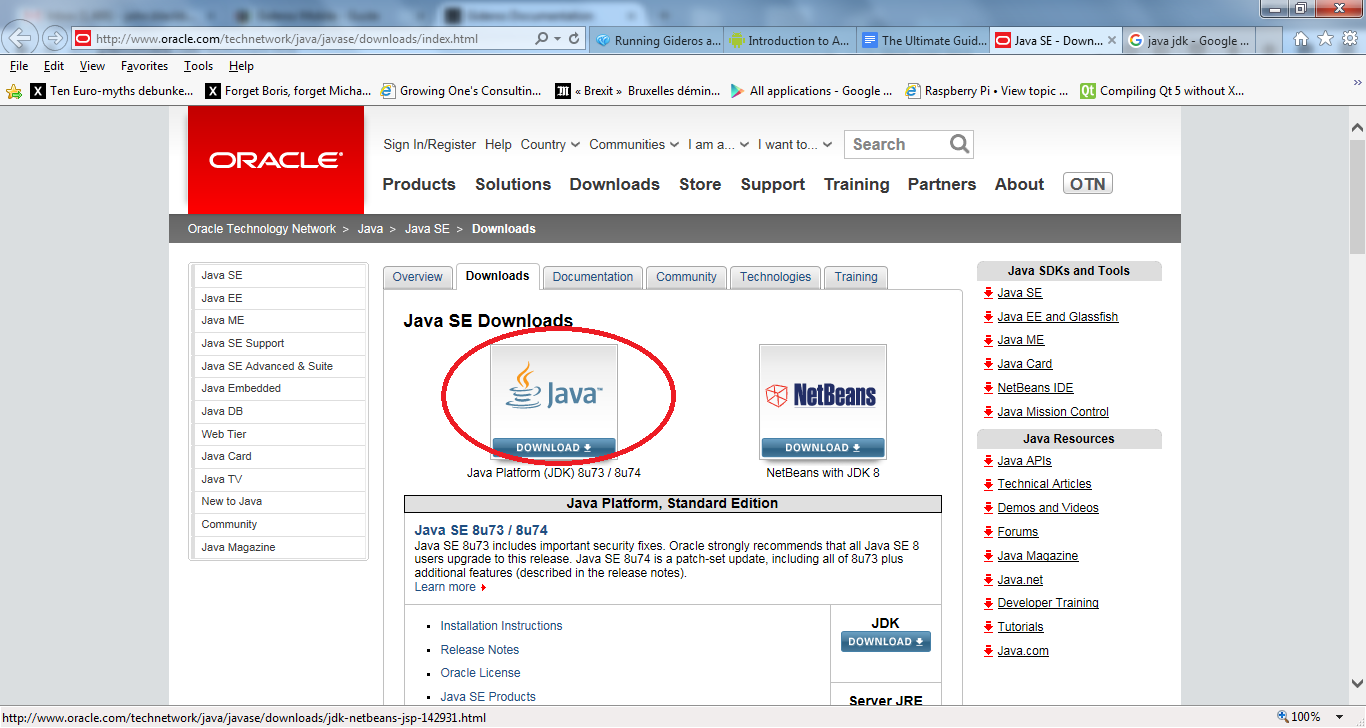 http://www.oracle.com/technetwork/java/javase/downloads/index.html
Running Gideros a...
Introduction to A...
The Ultimate Guid...
Java SE - Down...
java jdk - Google ...
File Edit View Favorites Tools Help
Ten Euro-myths debunke...
Forget Boris, forget Micha...
Growing One's Consultin...
« Brexit » Bruxelles démin...
All applications - Google ...
Raspberry Pi • View topic ...
Compiling Qt 5 without X...
ORACLE
Sign In/Register Help Country Communities I am a... I want to... Search
Products Solutions Downloads Store Support Training Partners About OTN
Oracle Technology Network > Java > Java SE > Downloads
Java SE
Java EE
Java ME
Java SE Support
Java SE Advanced & Suite
Java Embedded
Java DB
Web Tier
Java Card
Java TV
New to Java
Community
Java Magazine
Overview Downloads Documentation Community Technologies Training
Java SE Downloads
Java™
DOWNLOAD
Java Platform (JDK) 8u73 / 8u74
NetBeans
DOWNLOAD
NetBeans with JDK 8
Java Platform, Standard Edition
Java SE 8u73 / 8u74
Java SE 8u73 includes important security fixes. Oracle strongly recommends that all Java SE 8
users upgrade to this release. Java SE 8u74 is a patch-set update, including all of 8u73 plus
additional features (described in the release notes).
Learn more
Installation Instructions
Release Notes
Oracle License
Java SE Products
JDK
DOWNLOAD
Server JRE
Java SDKs and Tools
Java SE
Java EE and Glassfish
Java ME
Java Card
NetBeans IDE
Java Mission Control
Java Resources
Java APIs
Technical Articles
Demos and Videos
Forums
Java Magazine
Java.net
Developer Training
Tutorials
Java.com
http://www.oracle.com/technetwork/java/javase/downloads/jdk-netbeans-jsp-142931.html
100%